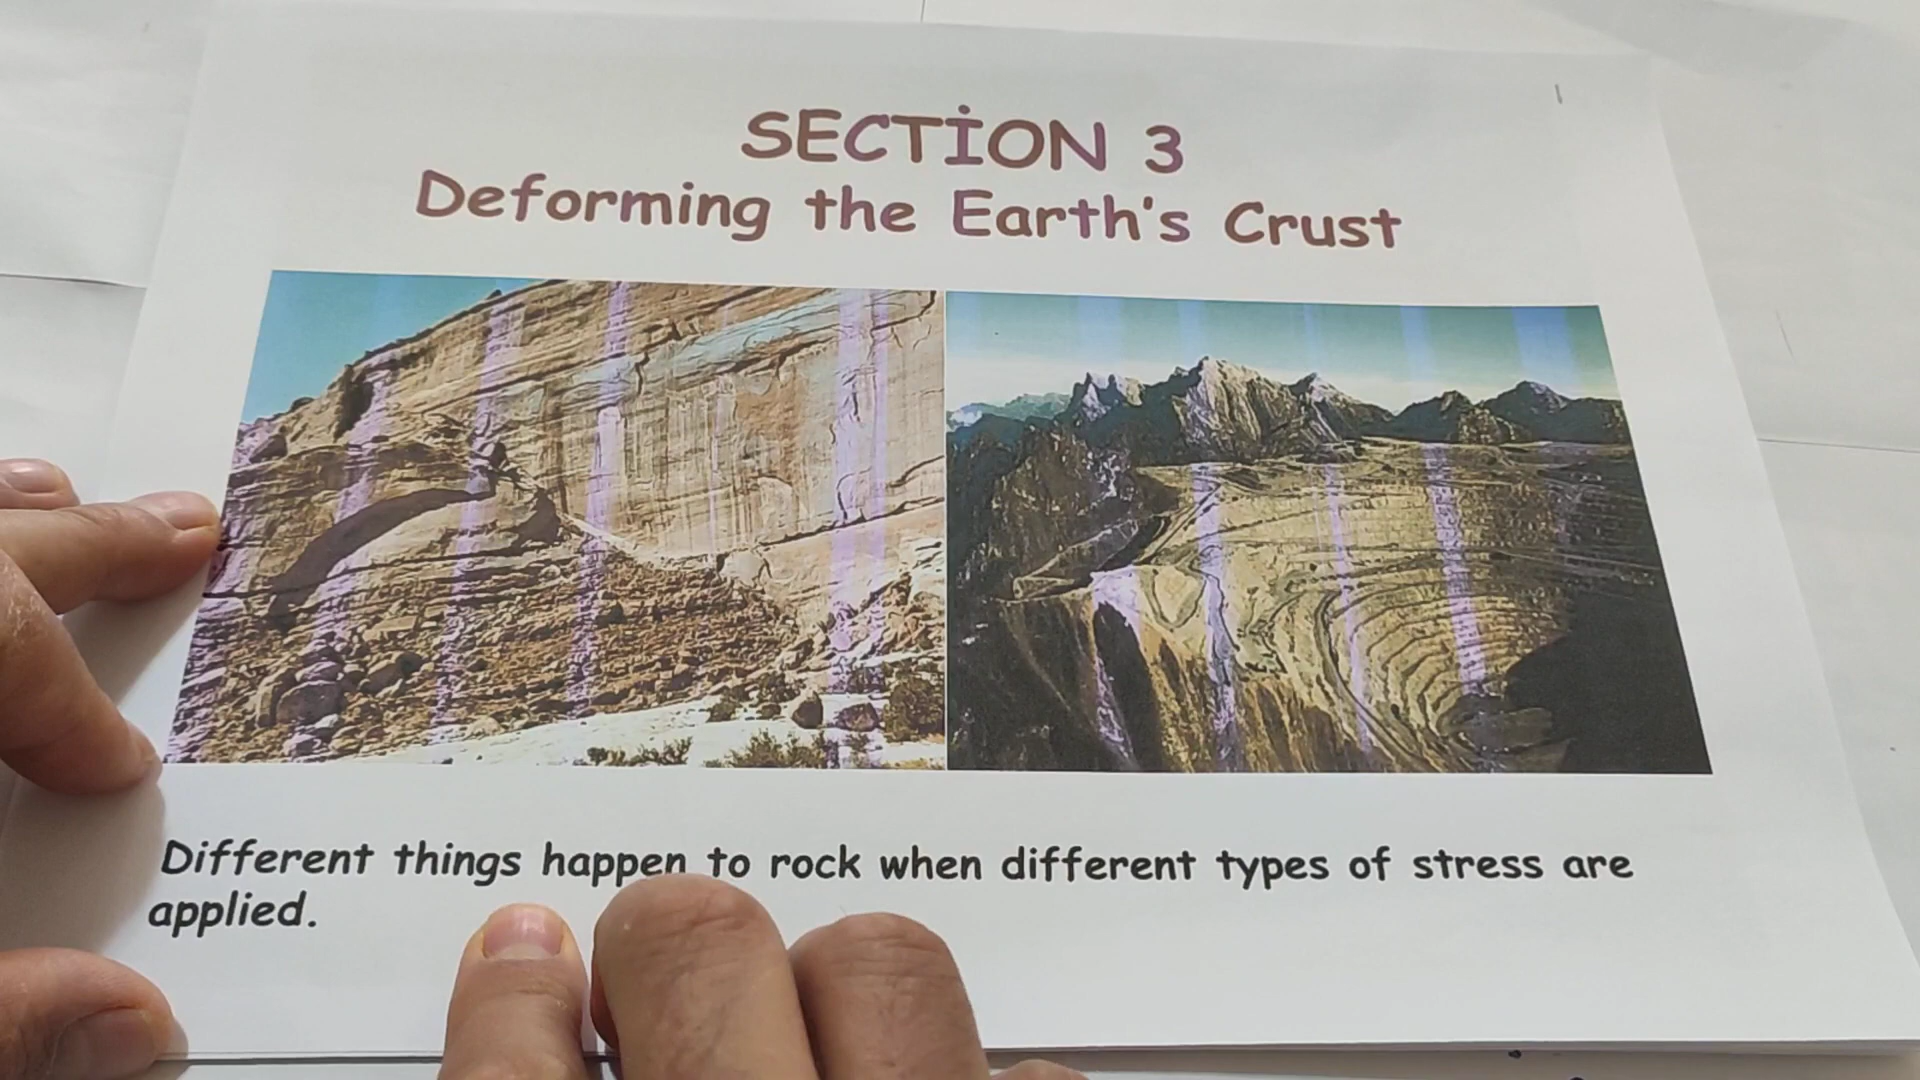 SECTİON 3
Deforming the Earth's Crust
Different things happen to rock when different types of stress are
applied.